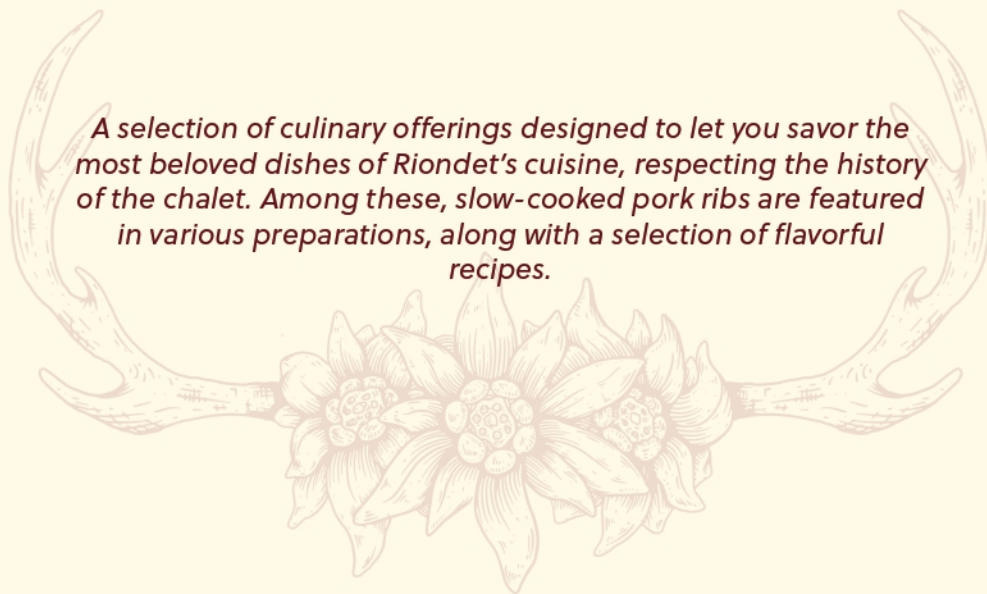 A selection of culinary offerings designed to let you savor the
most beloved dishes of Riondet's cuisine, respecting the history
of the chalet. Among these, slow-cooked pork ribs are featured
in various preparations, along with a selection of flavorful
recipes.